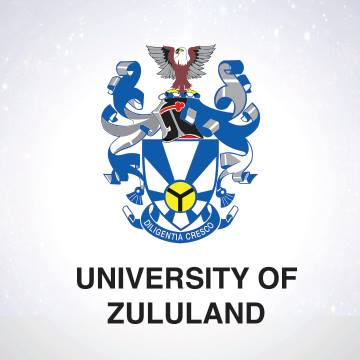 DILIGENTIA CRESCO
UNIVERSITY OF
ZULULAND